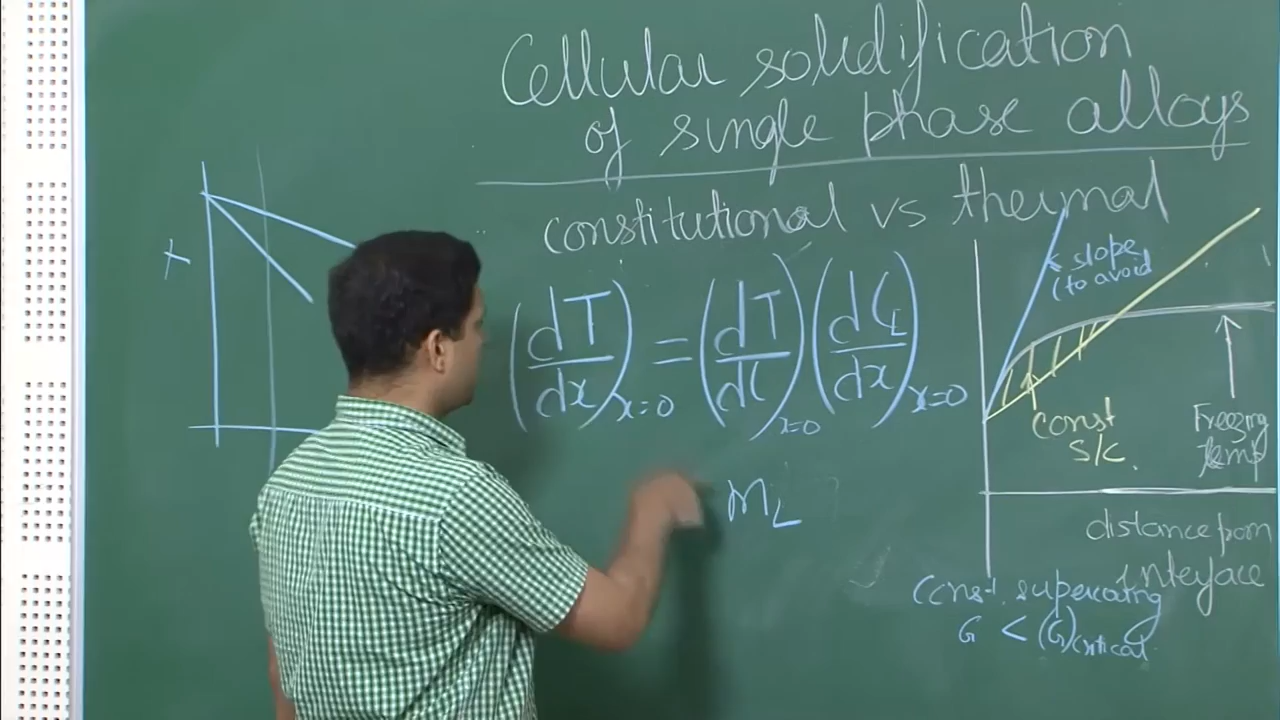 Cellular solidification
of single phase alloys
constitutional vs thermal
(dT/dx)x=0 = (dT/dC)x=0 (dCL/dx)x=0
mL
slope
(to avoid
Const
S/C.
Freezing
temp
distance from
interface
Const. supercooling
G < (G)critical